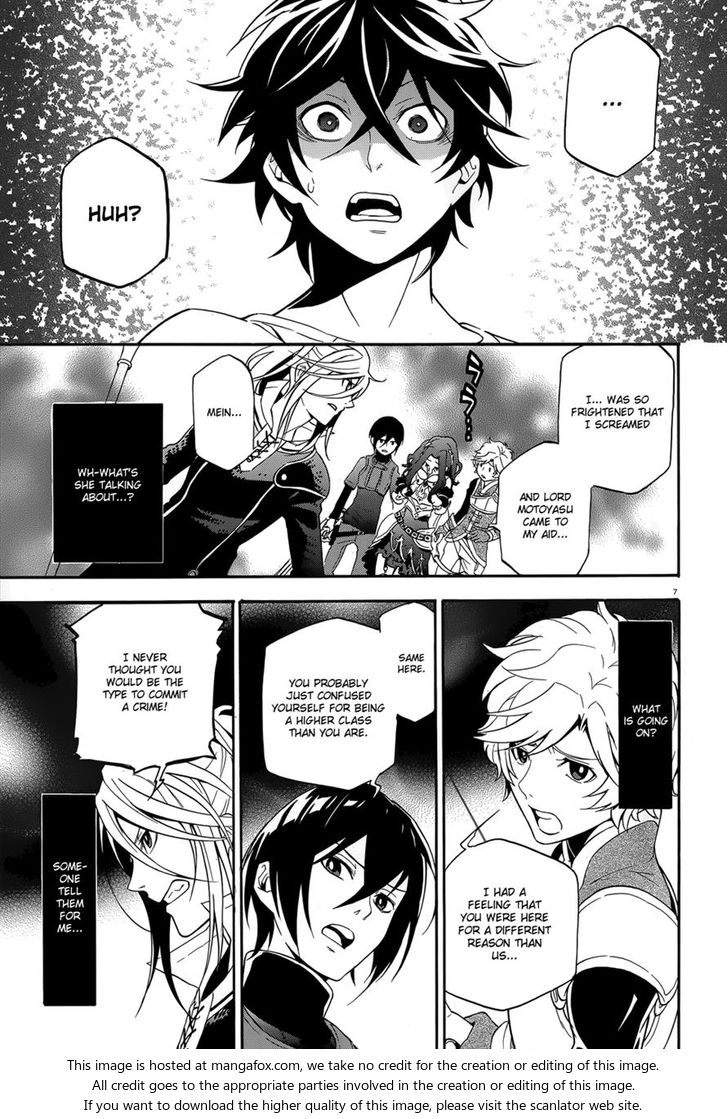 ...
HUH?
I... WAS SO
FRIGHTENED THAT
I SCREAMED
AND LORD
MOTOYASU
CAME TO
MY AID...
ウウ...
MEIN...
WH-WHAT'S
SHE TALKING
ABOUT...?
7
WHAT
IS GOING
ON?
I HAD A
FEELING THAT
YOU WERE HERE
FOR A DIFFERENT
REASON THAN
US...
SAME
HERE.
YOU PROBABLY
JUST CONFUSED
YOURSELF FOR BEING
A HIGHER CLASS
THAN YOU ARE.
I NEVER
THOUGHT YOU
WOULD BE THE
TYPE TO COMMIT
A CRIME!
SOME-
ONE TELL
THEM
FOR
ME...
This image is hosted at mangafox.com, we take no credit for the creation or editing of this image.
All credit goes to the appropriate parties involved in the creation or editing of this image.
If you want to download the higher quality of this image, please visit the scanlator web site.